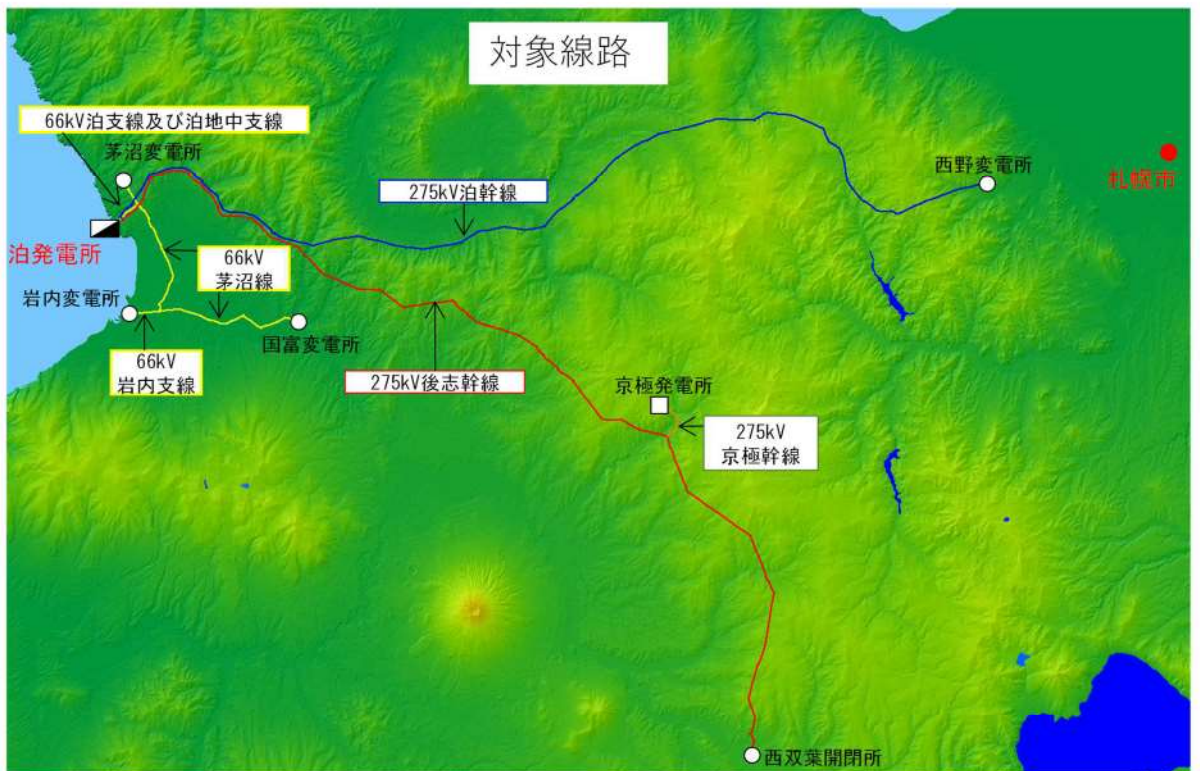 対象線路
66kV泊支線及び泊地中支線
茅沼変電所
西野変電所
札幌市
275kV泊幹線
泊発電所
66kV
茅沼線
岩内変電所
国富変電所
66kV
岩内支線
275kV後志幹線
京極発電所
275kV
京極幹線
西双葉開閉所